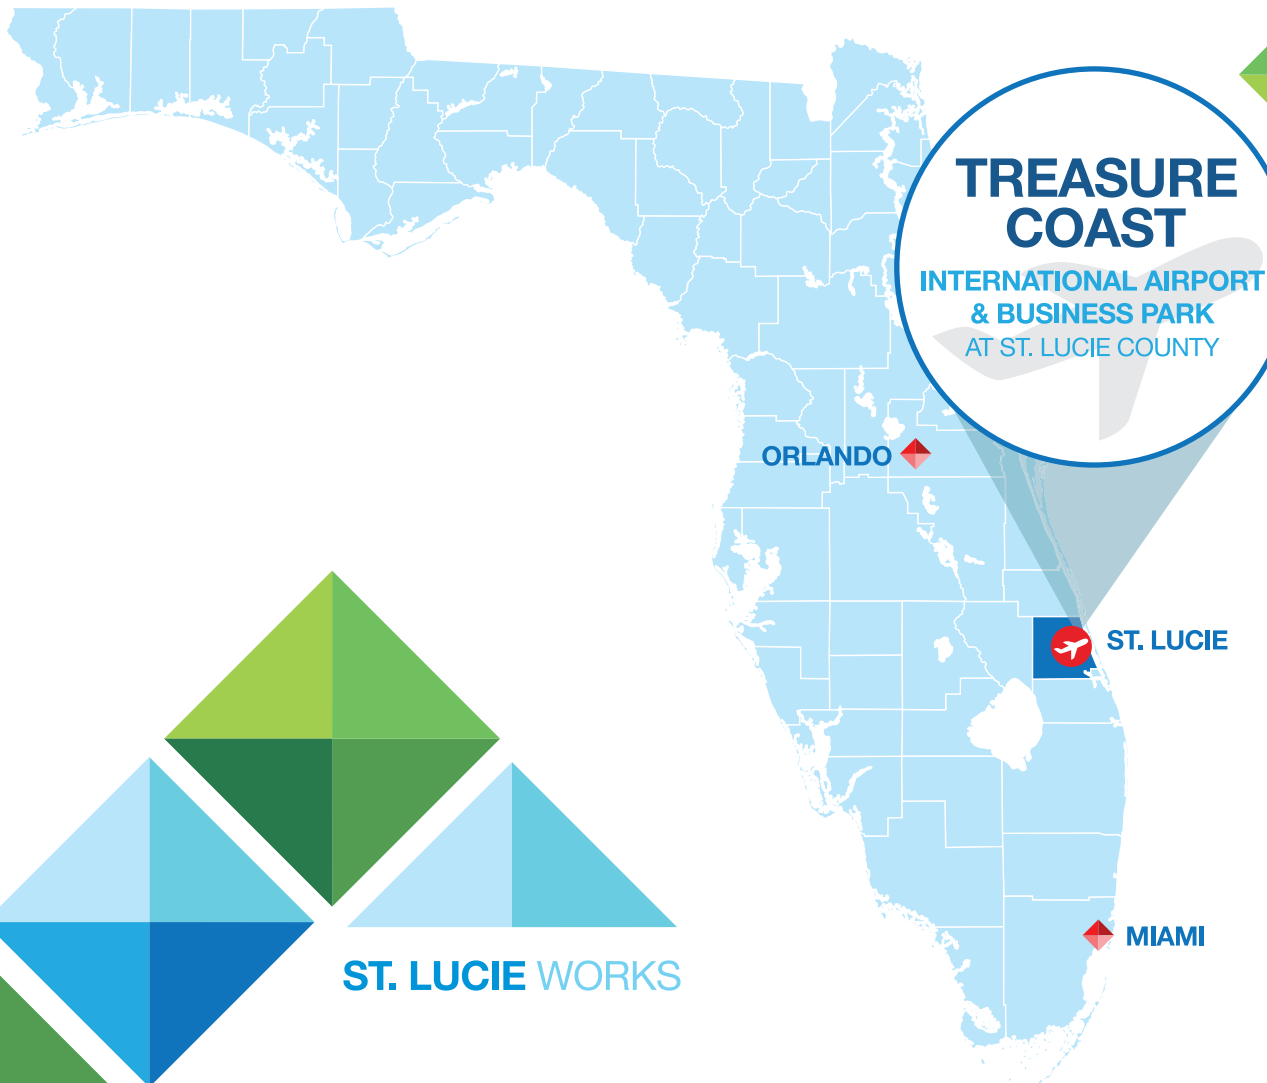 TREASURE
COAST
INTERNATIONAL AIRPORT
& BUSINESS PARK
AT ST. LUCIE COUNTY
ORLANDO
ST. LUCIE
MIAMI
ST. LUCIE WORKS